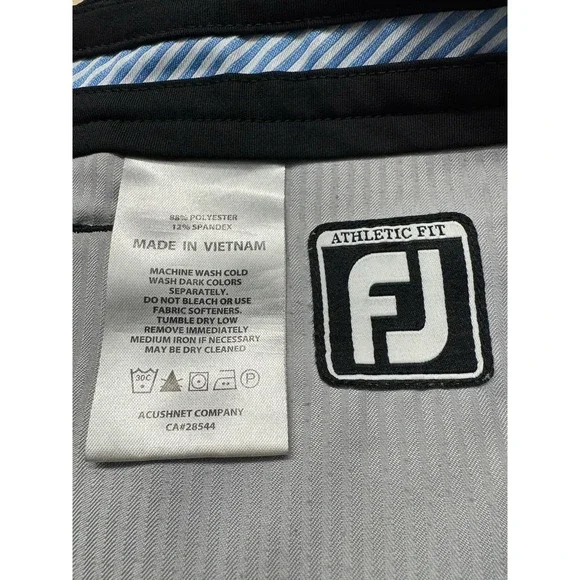 88% POLYESTER
12% SPANDEX
MADE IN VIETNAM
MACHINE WASH COLD
WASH DARK COLORS
SEPARATELY.
DO NOT BLEACH OR USE
FABRIC SOFTENERS.
TUMBLE DRY LOW
REMOVE IMMEDIATELY
MEDIUM IRON IF NECESSARY
MAY BE DRY CLEANED
30C P
ACUSHNET COMPANY
CA#28544
ATHLETIC FIT
FJ